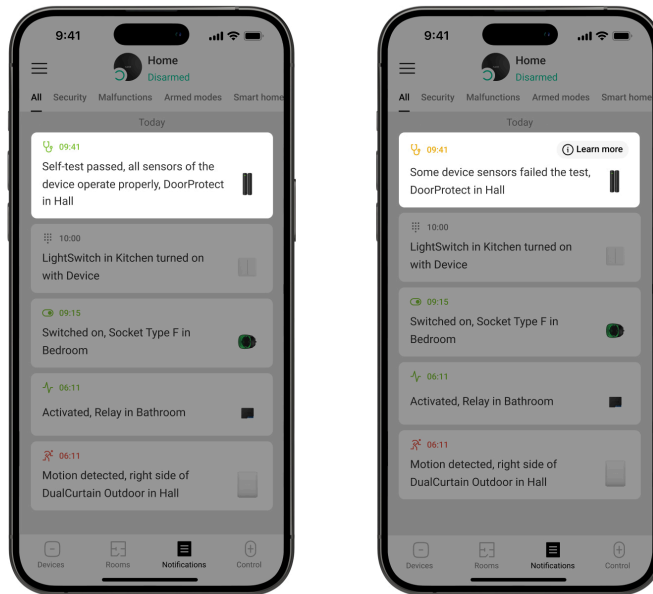 9:41
Home
Disarmed
All Security Malfunctions Armed modes Smart home
Today
09:41
Self-test passed, all sensors of the
device operate properly, DoorProtect
in Hall
10:00
LightSwitch in Kitchen turned on
with Device
09:15
Switched on, Socket Type F in
Bedroom
06:11
Activated, Relay in Bathroom
06:11
Motion detected, right side of
DualCurtain Outdoor in Hall
Devices Rooms Notifications Control
9:41
Home
Disarmed
All Security Malfunctions Armed modes Smart home
Today
09:41 Learn more
Some device sensors failed the test,
DoorProtect in Hall
10:00
LightSwitch in Kitchen turned on
with Device
09:15
Switched on, Socket Type F in
Bedroom
06:11
Activated, Relay in Bathroom
06:11
Motion detected, right side of
DualCurtain Outdoor in Hall
Devices Rooms Notifications Control